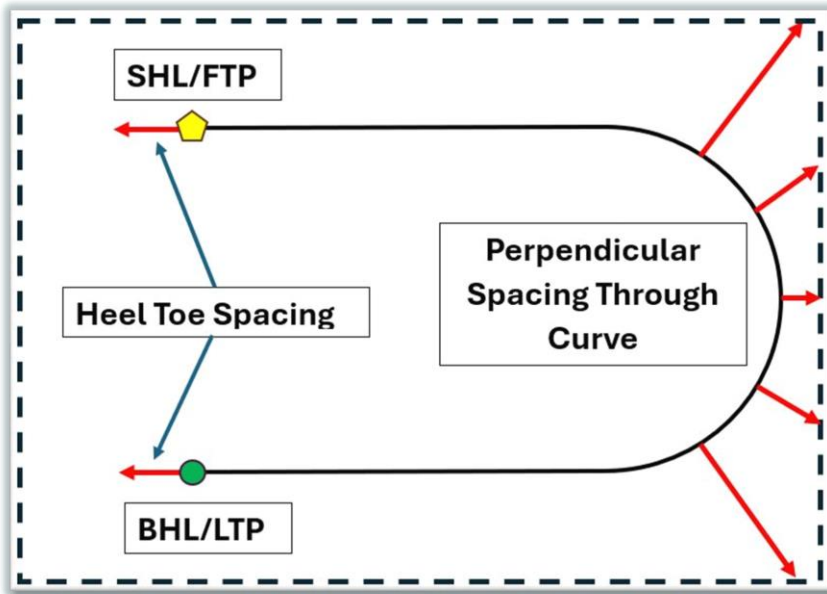 SHL/FTP
Perpendicular
Spacing Through
Curve
Heel Toe Spacing
BHL/LTP